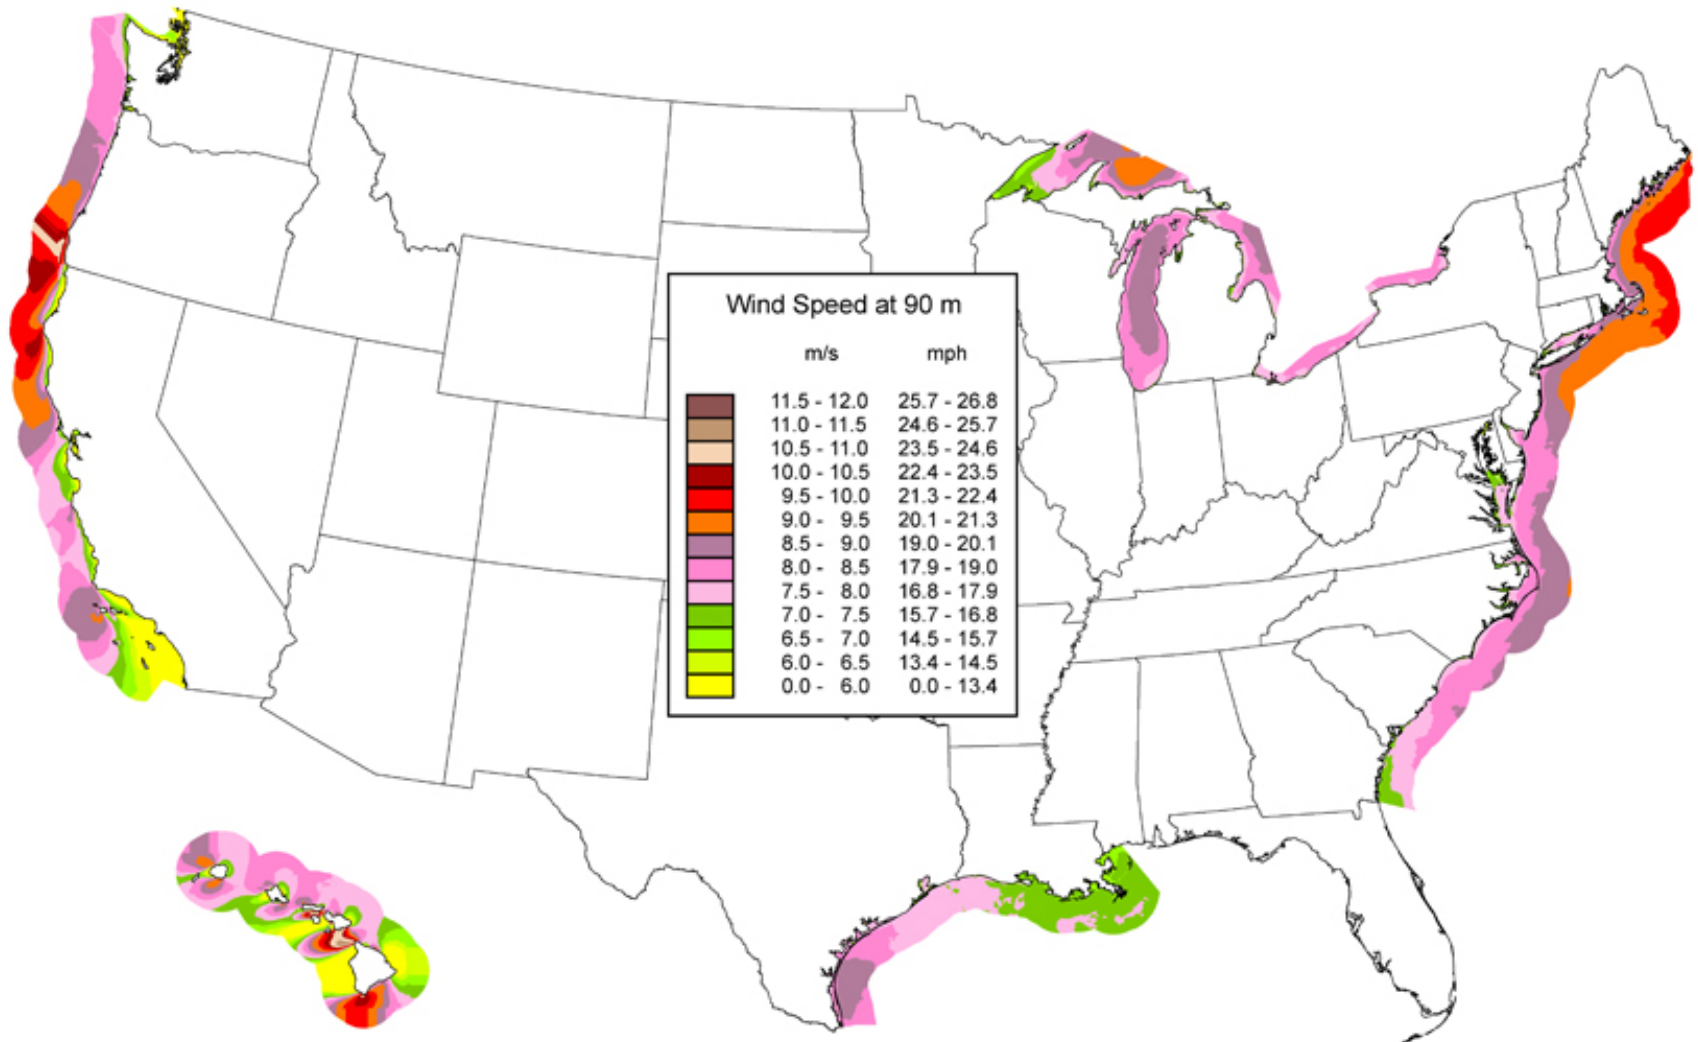 Wind Speed at 90 m
m/s mph
11.5 - 12.0 25.7 - 26.8
11.0 - 11.5 24.6 - 25.7
10.5 - 11.0 23.5 - 24.6
10.0 - 10.5 22.4 - 23.5
9.5 - 10.0 21.3 - 22.4
9.0 - 9.5 20.1 - 21.3
8.5 - 9.0 19.0 - 20.1
8.0 - 8.5 17.9 - 19.0
7.5 - 8.0 16.8 - 17.9
7.0 - 7.5 15.7 - 16.8
6.5 - 7.0 14.5 - 15.7
6.0 - 6.5 13.4 - 14.5
0.0 - 6.0 0.0 - 13.4